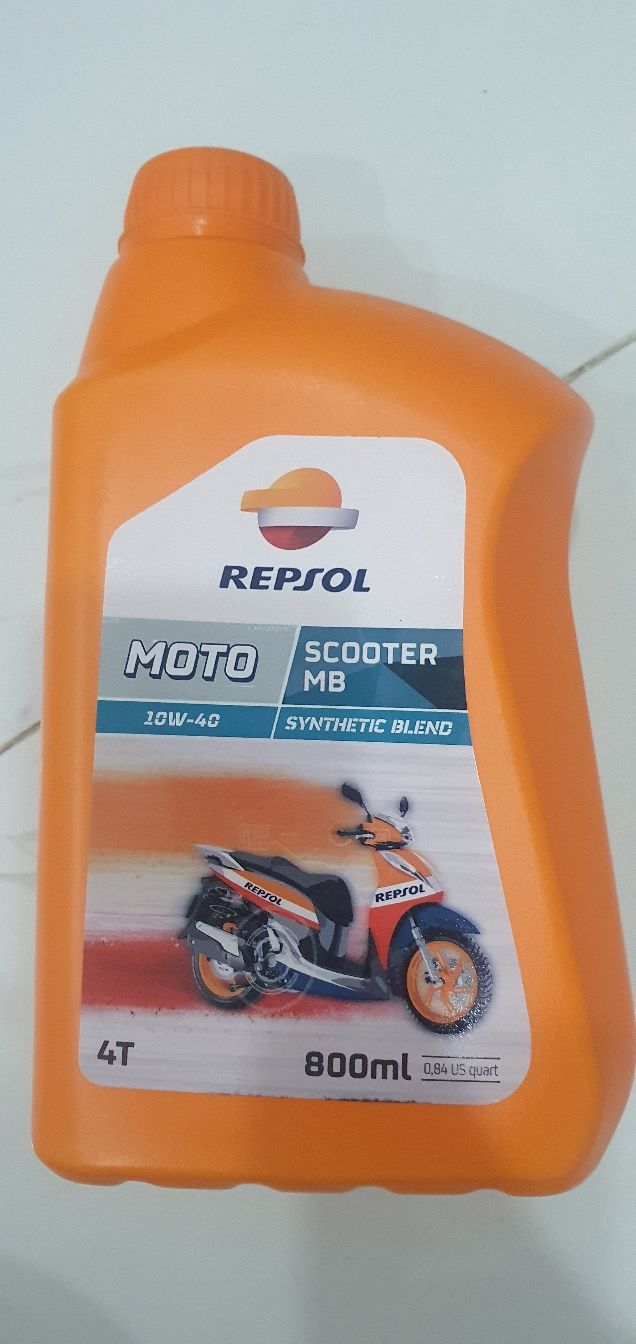 REPSOL
MOTO
SCOOTER
MB
10W-40
SYNTHETIC BLEND
REPSOL
REPSOL
4T
800ml
0,84 US quart